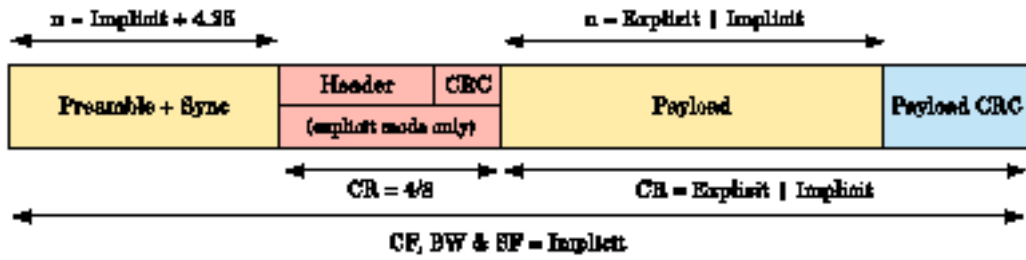 n = Implicit + 4.25
n = Explicit | Implicit
Preamble + Sync
Header
CRC
(explicit mode only)
Payload
Payload CRC
CR = 4/8
CR = Explicit | Implicit
CF, BW & SF = Implicit